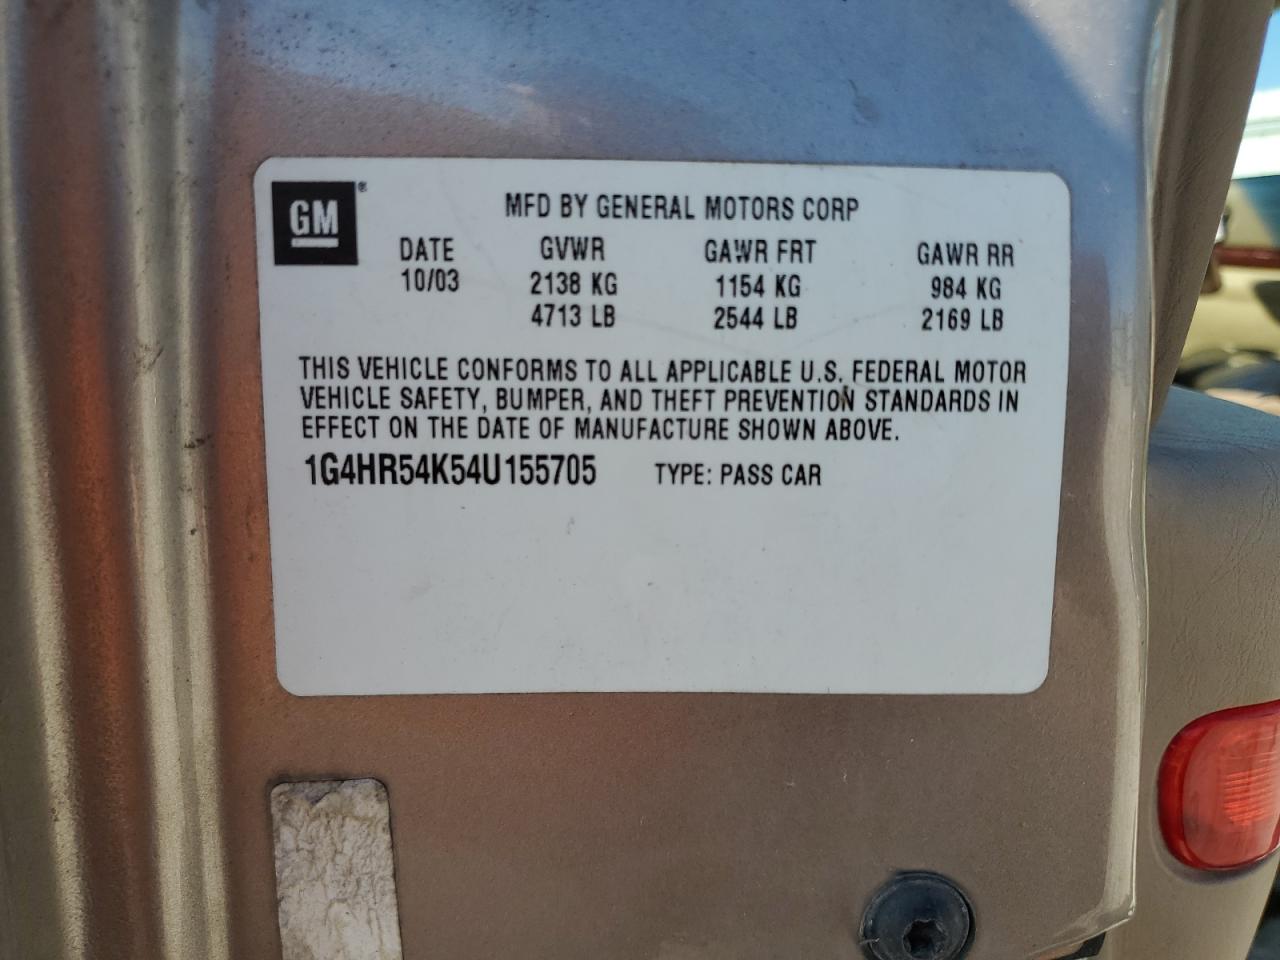 GM®
MFD BY GENERAL MOTORS CORP
DATE GVWR GAWR FRT GAWR RR
10/03 2138 KG 1154 KG 984 KG
4713 LB 2544 LB 2169 LB
THIS VEHICLE CONFORMS TO ALL APPLICABLE U.S. FEDERAL MOTOR
VEHICLE SAFETY, BUMPER, AND THEFT PREVENTION STANDARDS IN
EFFECT ON THE DATE OF MANUFACTURE SHOWN ABOVE.
1G4HR54K54U155705 TYPE: PASS CAR